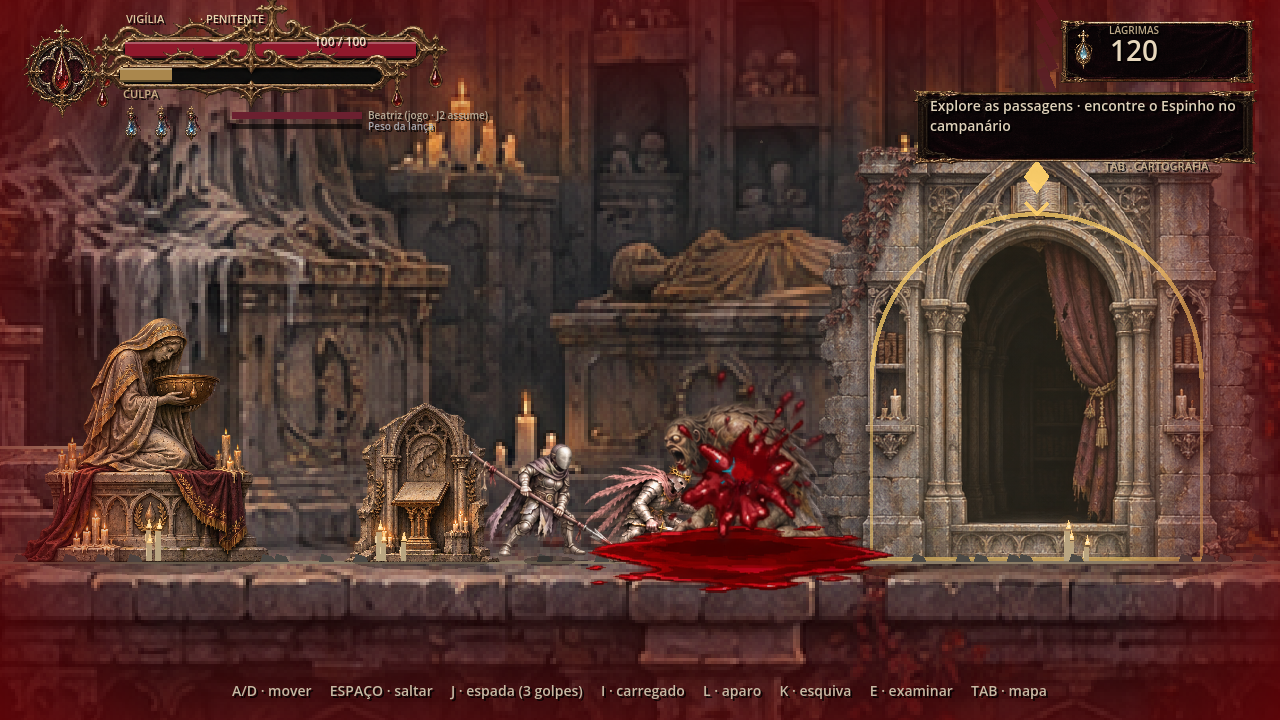 VIGÍLIA · PENITENTE
100 / 100
CULPA
Beatriz (jogo · J2 assume)
Peso da lança
LÁGRIMAS
120
Explore as passagens · encontre o Espinho no
campanário
TAB · CARTOGRAFIA
A/D · mover ESPAÇO · saltar J · espada (3 golpes) I · carregado L · aparo K · esquiva E · examinar TAB · mapa